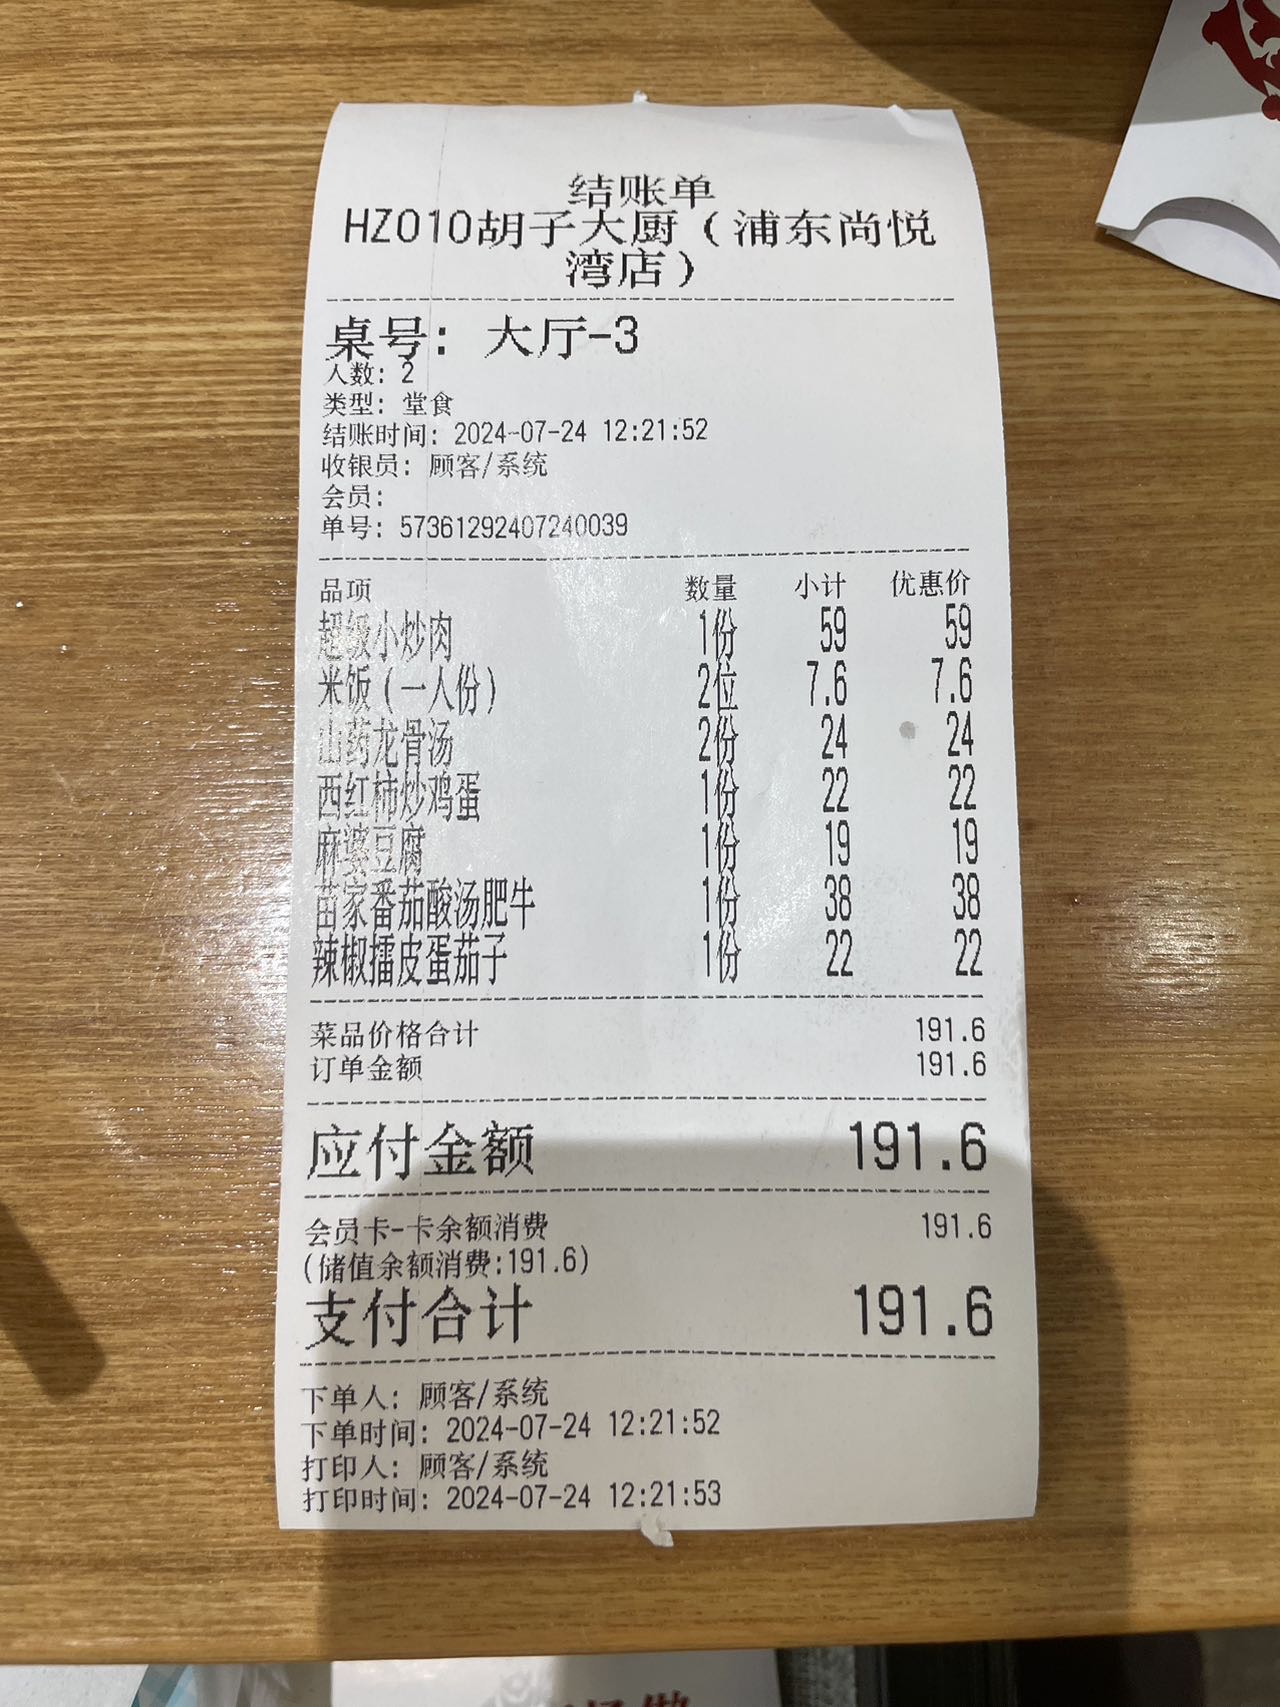 结账单
HZ010胡子大厨（浦东尚悦
湾店）
桌号：大厅-3
人数：2
类型：堂食
结账时间：2024-07-24 12:21:52
收银员：顾客/系统
会员：
单号：57361292407240039
品项 数量 小计 优惠价
超级小炒肉 1份 59 59
米饭（一人份） 2位 7.6 7.6
山药龙骨汤 2份 24 24
西红柿炒鸡蛋 1份 22 22
麻婆豆腐 1份 19 19
苗家番茄酸汤肥牛 1份 38 38
辣椒擂皮蛋茄子 1份 22 22
菜品价格合计 191.6
订单金额 191.6
应付金额 191.6
会员卡-卡余额消费 191.6
(储值余额消费:191.6)
支付合计 191.6
下单人：顾客/系统
下单时间：2024-07-24 12:21:52
打印人：顾客/系统
打印时间：2024-07-24 12:21:53